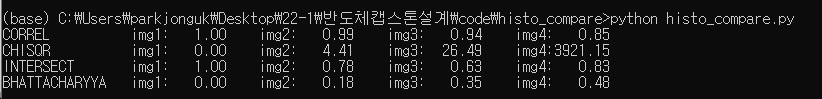 (base) C:₩Users₩parkjonguk₩Desktop₩22-1₩반도체캡스톤설계₩code₩histo_compare>python histo_compare.py
CORREL img1: 1.00 img2: 0.99 img3: 0.94 img4: 0.85
CHISQR img1: 0.00 img2: 4.41 img3: 26.49 img4:3921.15
INTERSECT img1: 1.00 img2: 0.78 img3: 0.63 img4: 0.83
BHATTACHARYYA img1: 0.00 img2: 0.18 img3: 0.35 img4: 0.48